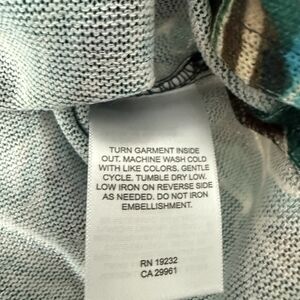 TURN GARMENT INSIDE
OUT. MACHINE WASH COLD
WITH LIKE COLORS, GENTLE
CYCLE. TUMBLE DRY LOW.
LOW IRON ON REVERSE SIDE
AS NEEDED. DO NOT IRON
EMBELLISHMENT.
RN 19232
CA 29961